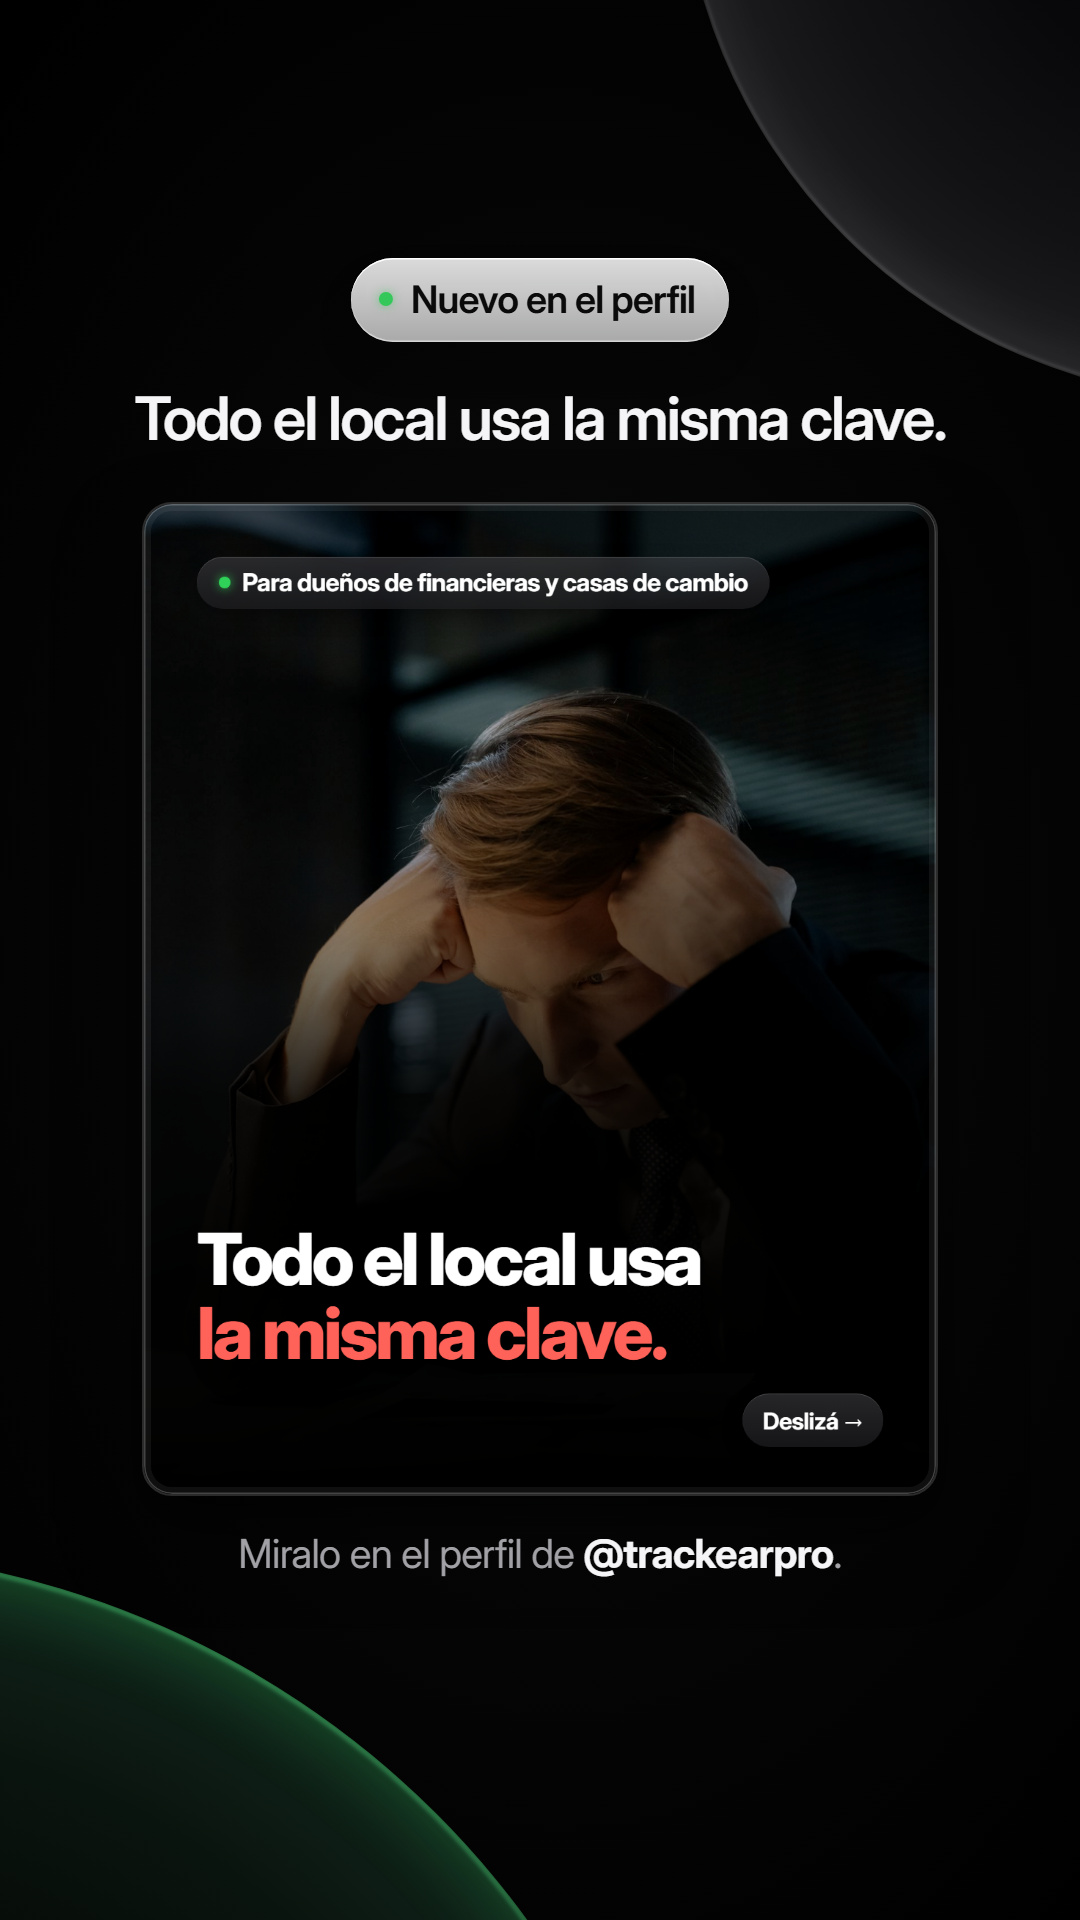 Nuevo en el perfil
Todo el local usa la misma clave.
Para dueños de financieras y casas de cambio
Todo el local usa
la misma clave.
Deslizá →
Miralo en el perfil de @trackearpro.